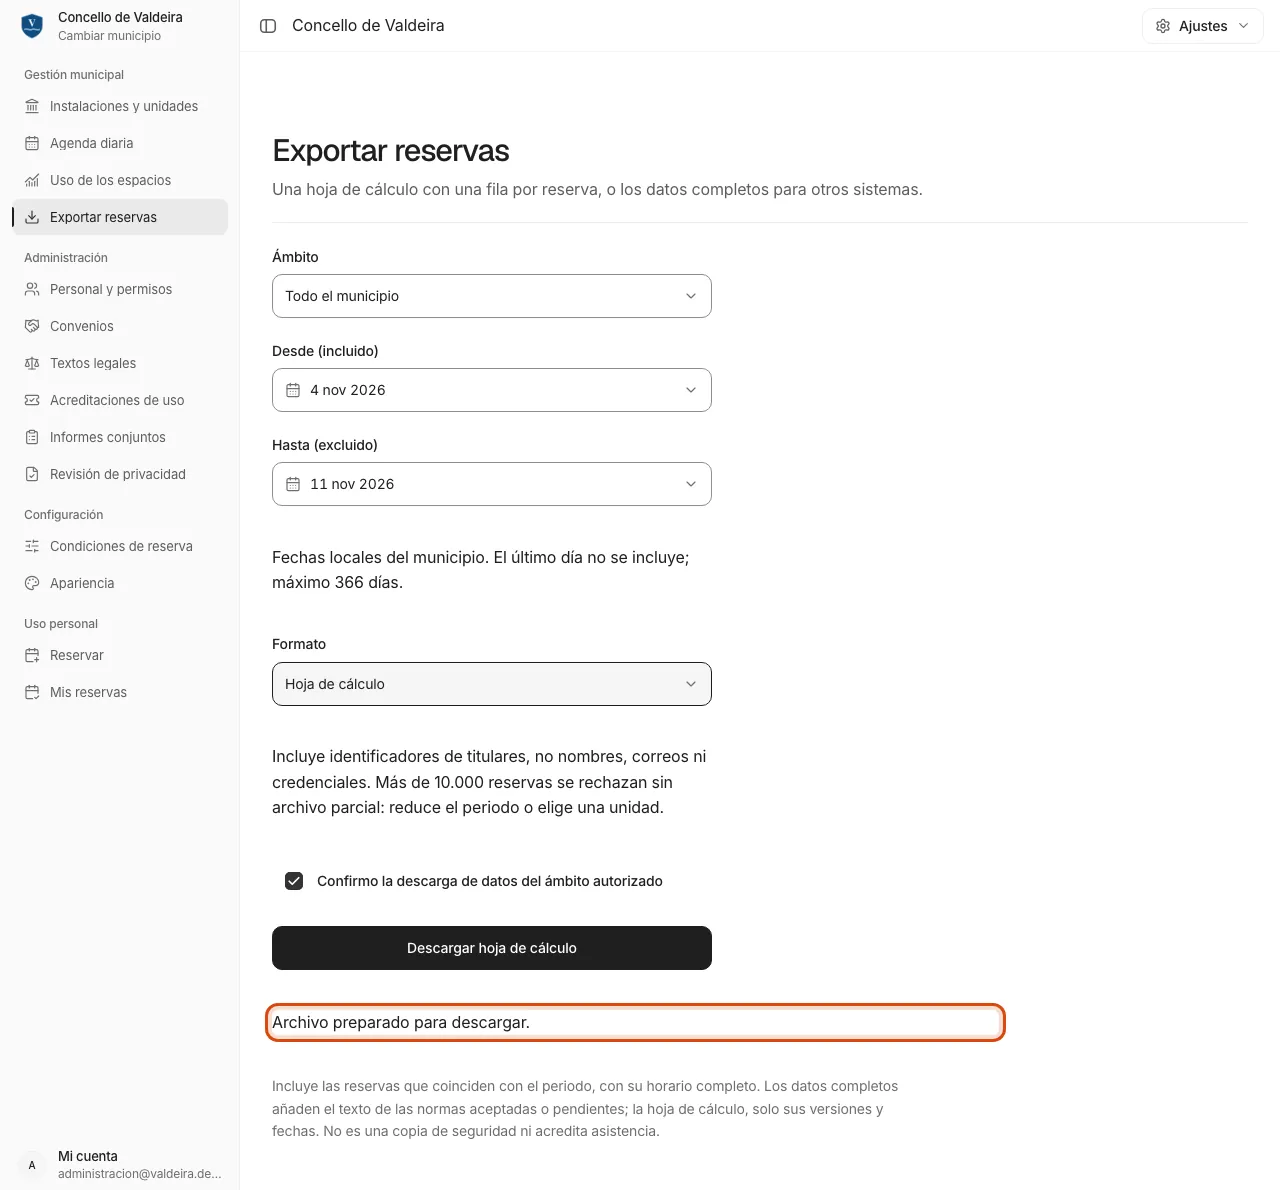 Concello de Valdeira
Cambiar municipio
Gestión municipal
Instalaciones y unidades
Agenda diaria
Uso de los espacios
Exportar reservas
Administración
Personal y permisos
Convenios
Textos legales
Acreditaciones de uso
Informes conjuntos
Revisión de privacidad
Configuración
Condiciones de reserva
Apariencia
Uso personal
Reservar
Mis reservas
A
Mi cuenta
administracion@valdeira.de...
Concello de Valdeira
Ajustes
Exportar reservas
Una hoja de cálculo con una fila por reserva, o los datos completos para otros sistemas.
Ámbito
Todo el municipio
Desde (incluido)
4 nov 2026
Hasta (excluido)
11 nov 2026
Fechas locales del municipio. El último día no se incluye;
máximo 366 días.
Formato
Hoja de cálculo
Incluye identificadores de titulares, no nombres, correos ni
credenciales. Más de 10.000 reservas se rechazan sin
archivo parcial: reduce el periodo o elige una unidad.
Confirmo la descarga de datos del ámbito autorizado
Descargar hoja de cálculo
Archivo preparado para descargar.
Incluye las reservas que coinciden con el periodo, con su horario completo. Los datos completos
añaden el texto de las normas aceptadas o pendientes; la hoja de cálculo, solo sus versiones y
fechas. No es una copia de seguridad ni acredita asistencia.